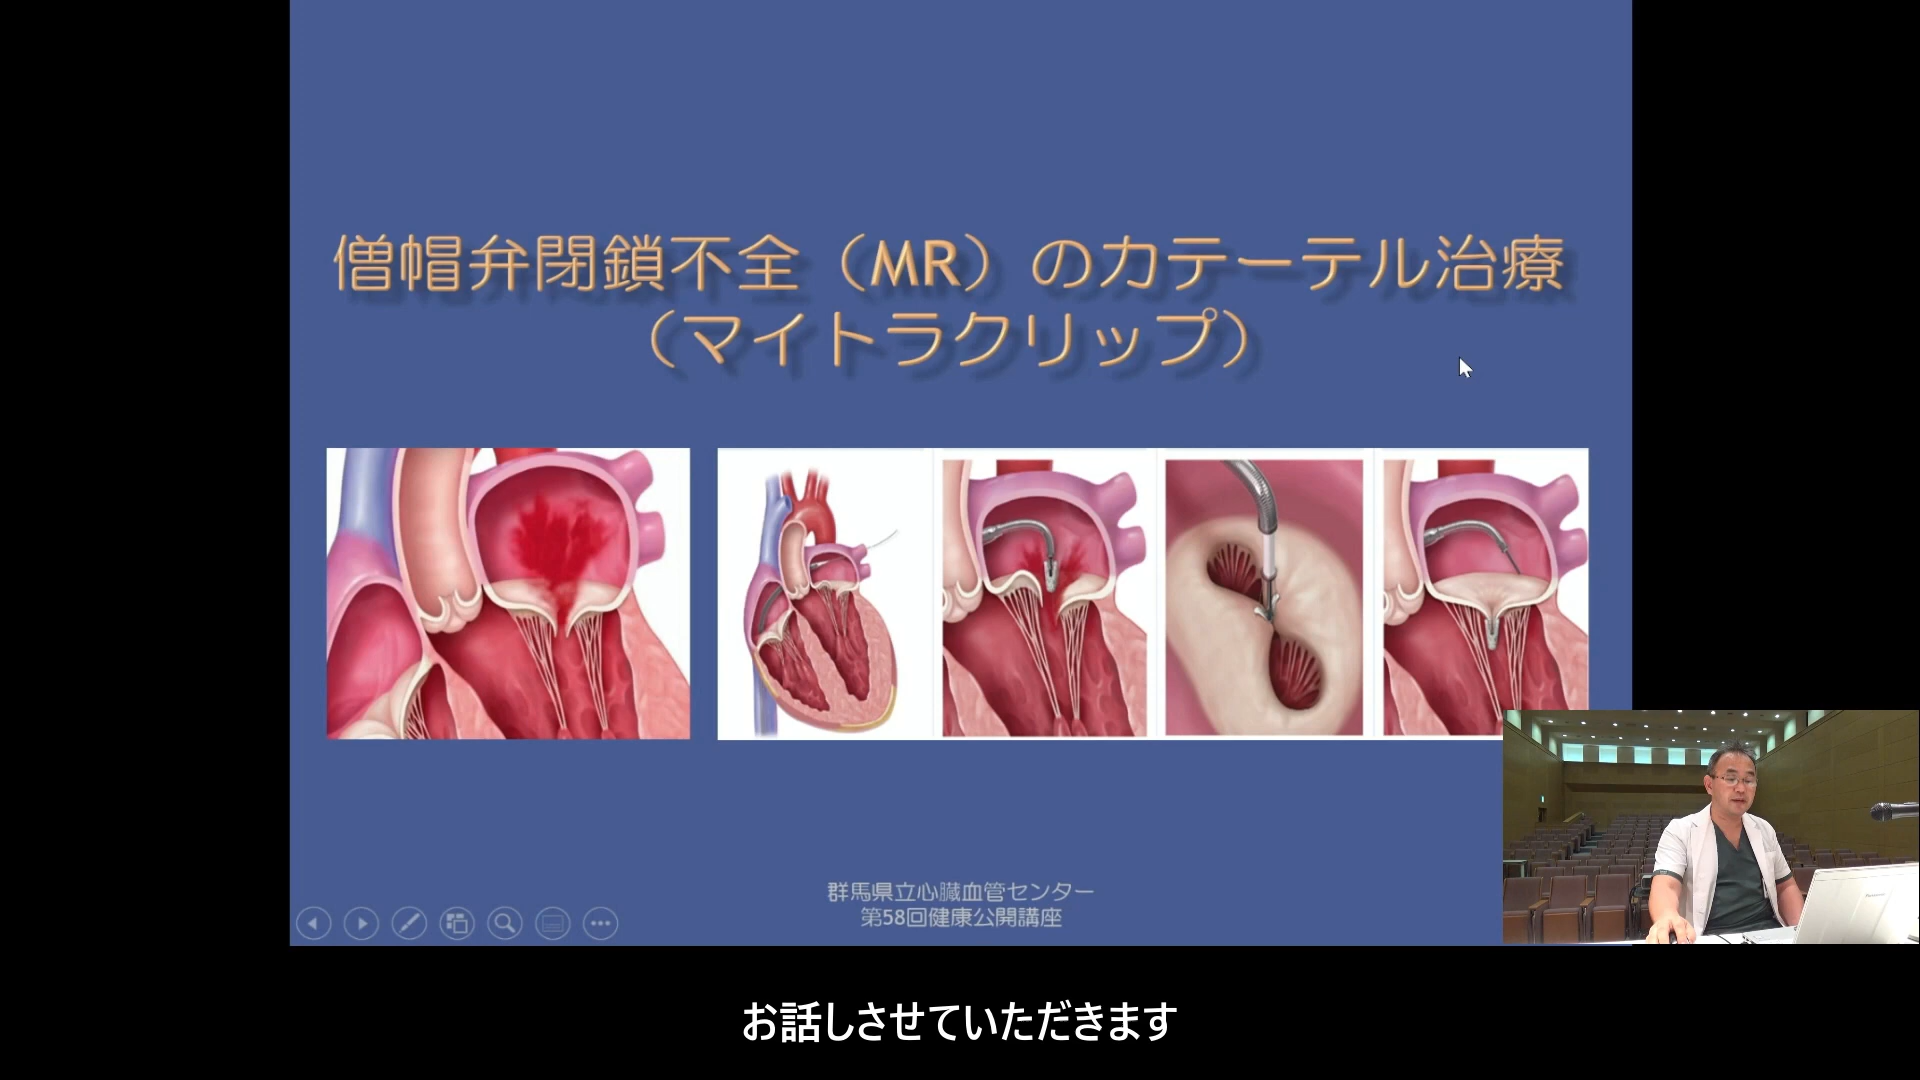 僧帽弁閉鎖不全（MR）のカテーテル治療
（マイトラクリップ）
群馬県立心臓血管センター
第58回健康公開講座
お話しさせていただきます